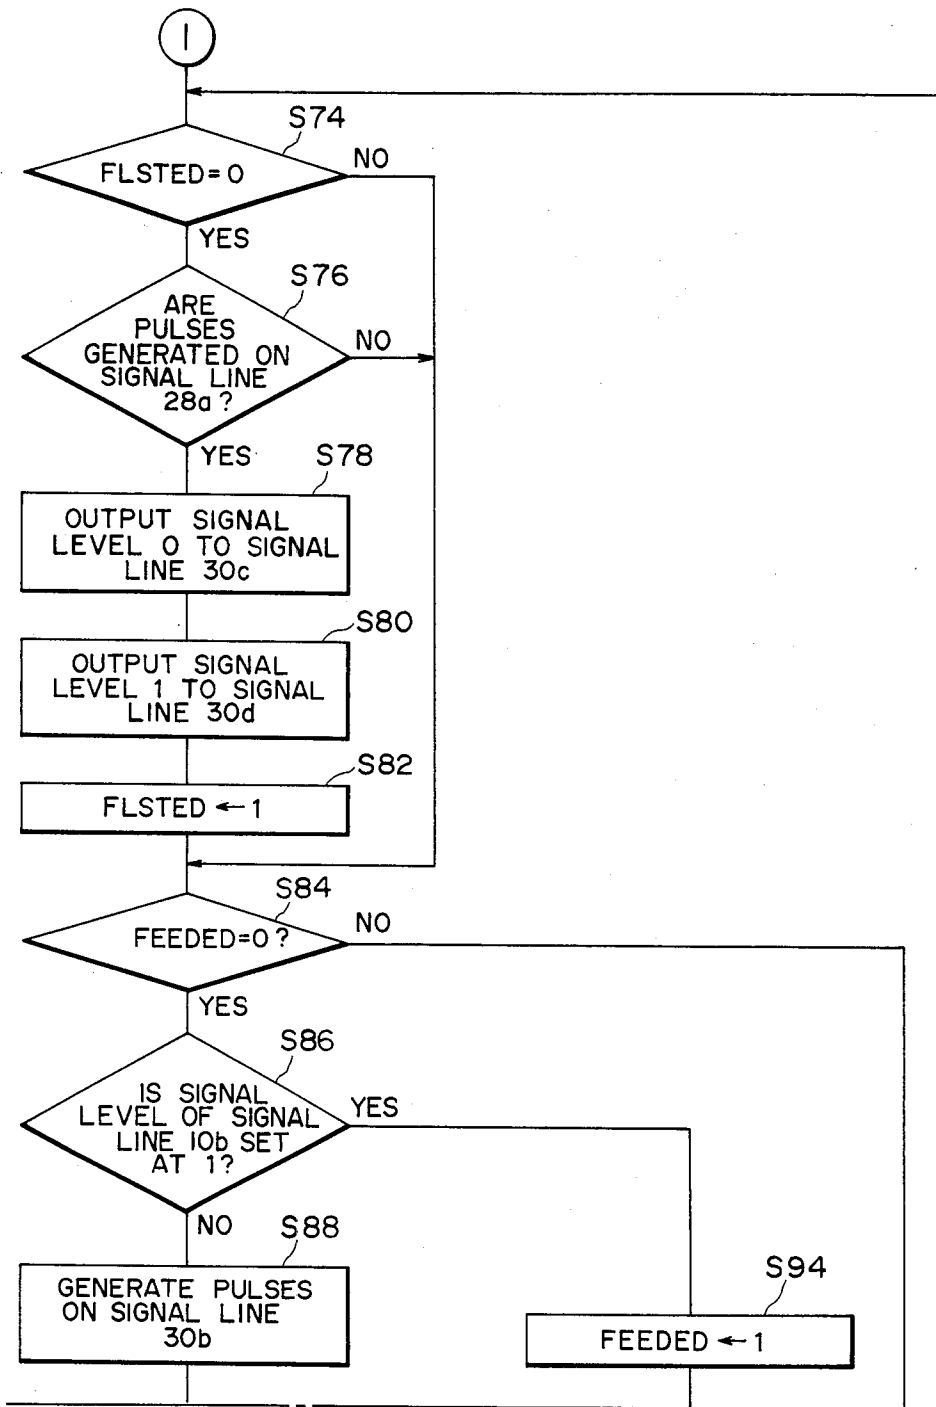 I
S74
FLSTED=0
NO
YES
S76
ARE
PULSES
GENERATED ON
SIGNAL LINE
28a?
NO
YES
S78
OUTPUT SIGNAL
LEVEL 0 TO SIGNAL
LINE 30c
S80
OUTPUT SIGNAL
LEVEL 1 TO SIGNAL
LINE 30d
S82
FLSTED ← 1
S84
FEEDED=0?
NO
YES
S86
IS SIGNAL
LEVEL OF SIGNAL
LINE 10b SET
AT 1?
YES
NO
S88
GENERATE PULSES
ON SIGNAL LINE
30b
S94
FEEDED ← 1